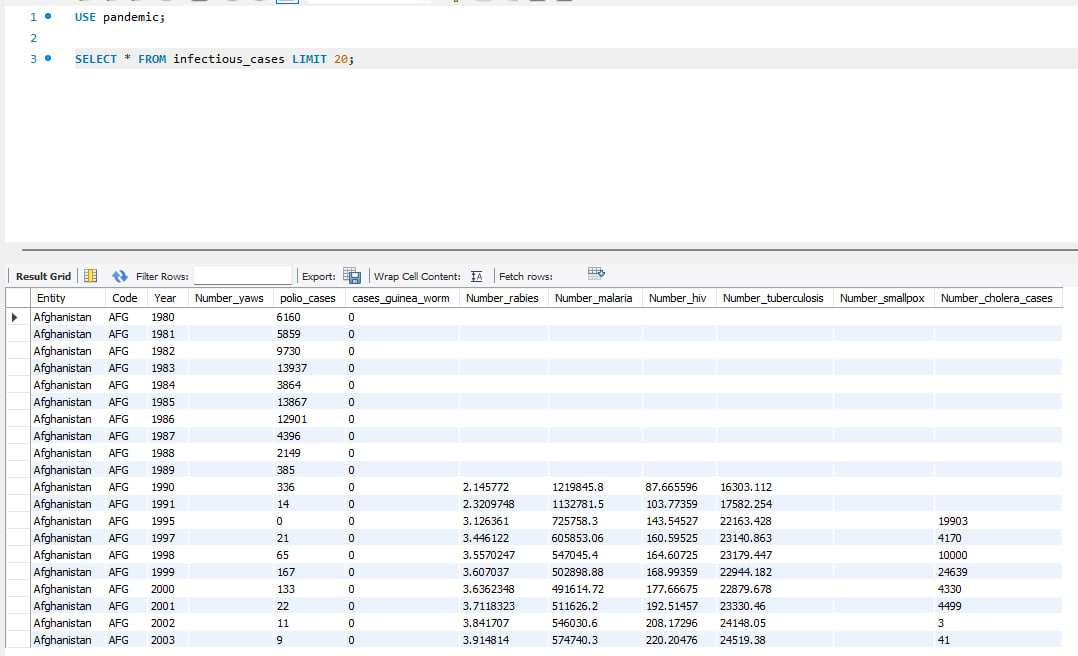 1 USE pandemic;
2
3 SELECT * FROM infectious_cases LIMIT 20;
Result Grid Filter Rows: Export: Wrap Cell Content: IA Fetch rows:
Entity Code Year Number_yaws polio_cases cases_guinea_worm Number_rabies Number_malaria Number_hiv Number_tuberculosis Number_smallpox Number_cholera_cases
Afghanistan AFG 1980 6160 0
Afghanistan AFG 1981 5859 0
Afghanistan AFG 1982 9730 0
Afghanistan AFG 1983 13937 0
Afghanistan AFG 1984 3864 0
Afghanistan AFG 1985 13867 0
Afghanistan AFG 1986 12901 0
Afghanistan AFG 1987 4396 0
Afghanistan AFG 1988 2149 0
Afghanistan AFG 1989 385 0
Afghanistan AFG 1990 336 0 2.145772 1219845.8 87.665596 16303.112
Afghanistan AFG 1991 14 0 2.3209748 1132781.5 103.77359 17582.254
Afghanistan AFG 1995 0 0 3.126361 725758.3 143.54527 22163.428 19903
Afghanistan AFG 1997 21 0 3.446122 605853.06 160.59525 23140.863 4170
Afghanistan AFG 1998 65 0 3.5570247 547045.4 164.60725 23179.447 10000
Afghanistan AFG 1999 167 0 3.607037 502898.88 168.99359 22944.182 24639
Afghanistan AFG 2000 133 0 3.6362348 491614.72 177.66675 22879.678 4330
Afghanistan AFG 2001 22 0 3.7118323 511626.2 192.51457 23330.46 4499
Afghanistan AFG 2002 11 0 3.841707 546030.6 208.17296 24148.05 3
Afghanistan AFG 2003 9 0 3.914814 574740.3 220.20476 24519.38 41